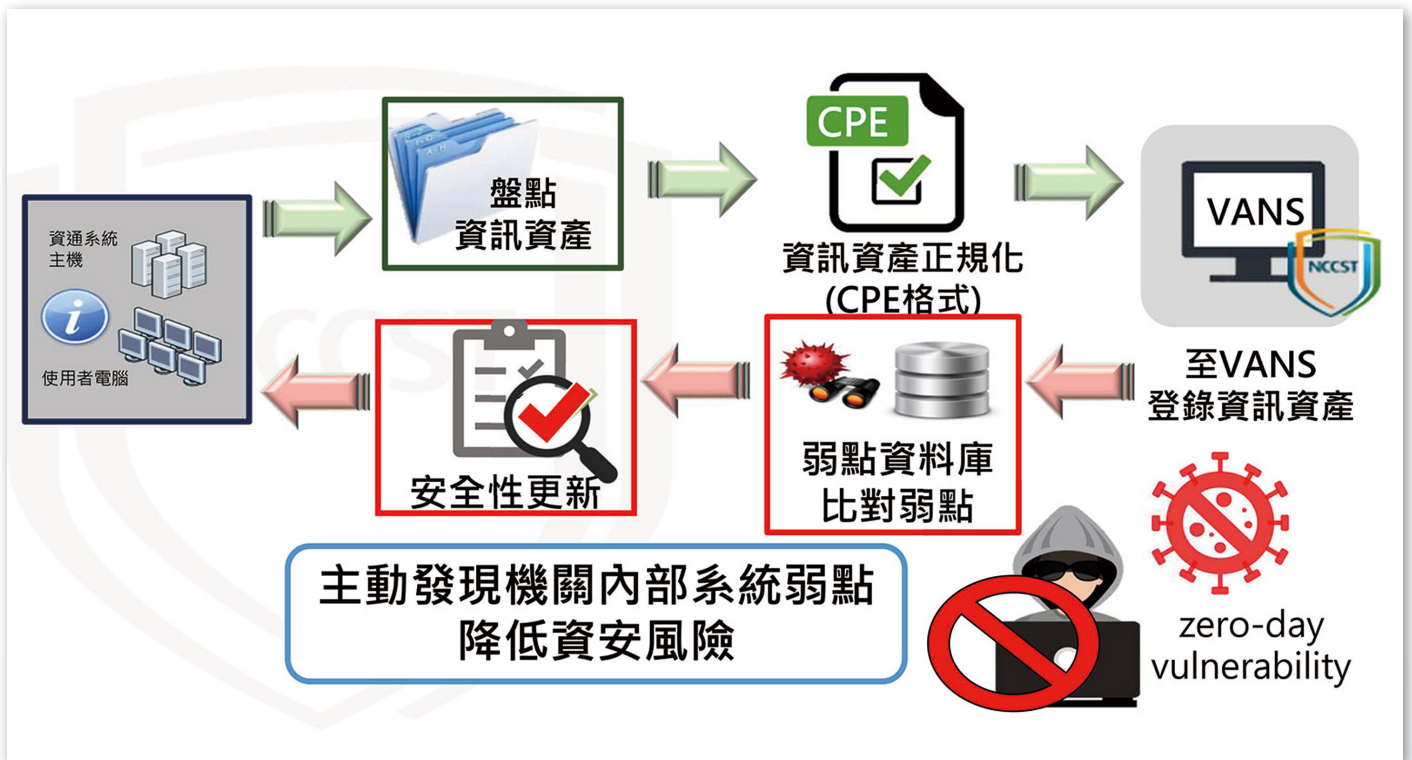 資通系統
主機
使用者電腦
盤點
資訊資產
CPE
資訊資產正規化
(CPE格式)
VANS
NCCST
至VANS
登錄資訊資產
弱點資料庫
比對弱點
安全性更新
主動發現機關內部系統弱點
降低資安風險
zero-day
vulnerability